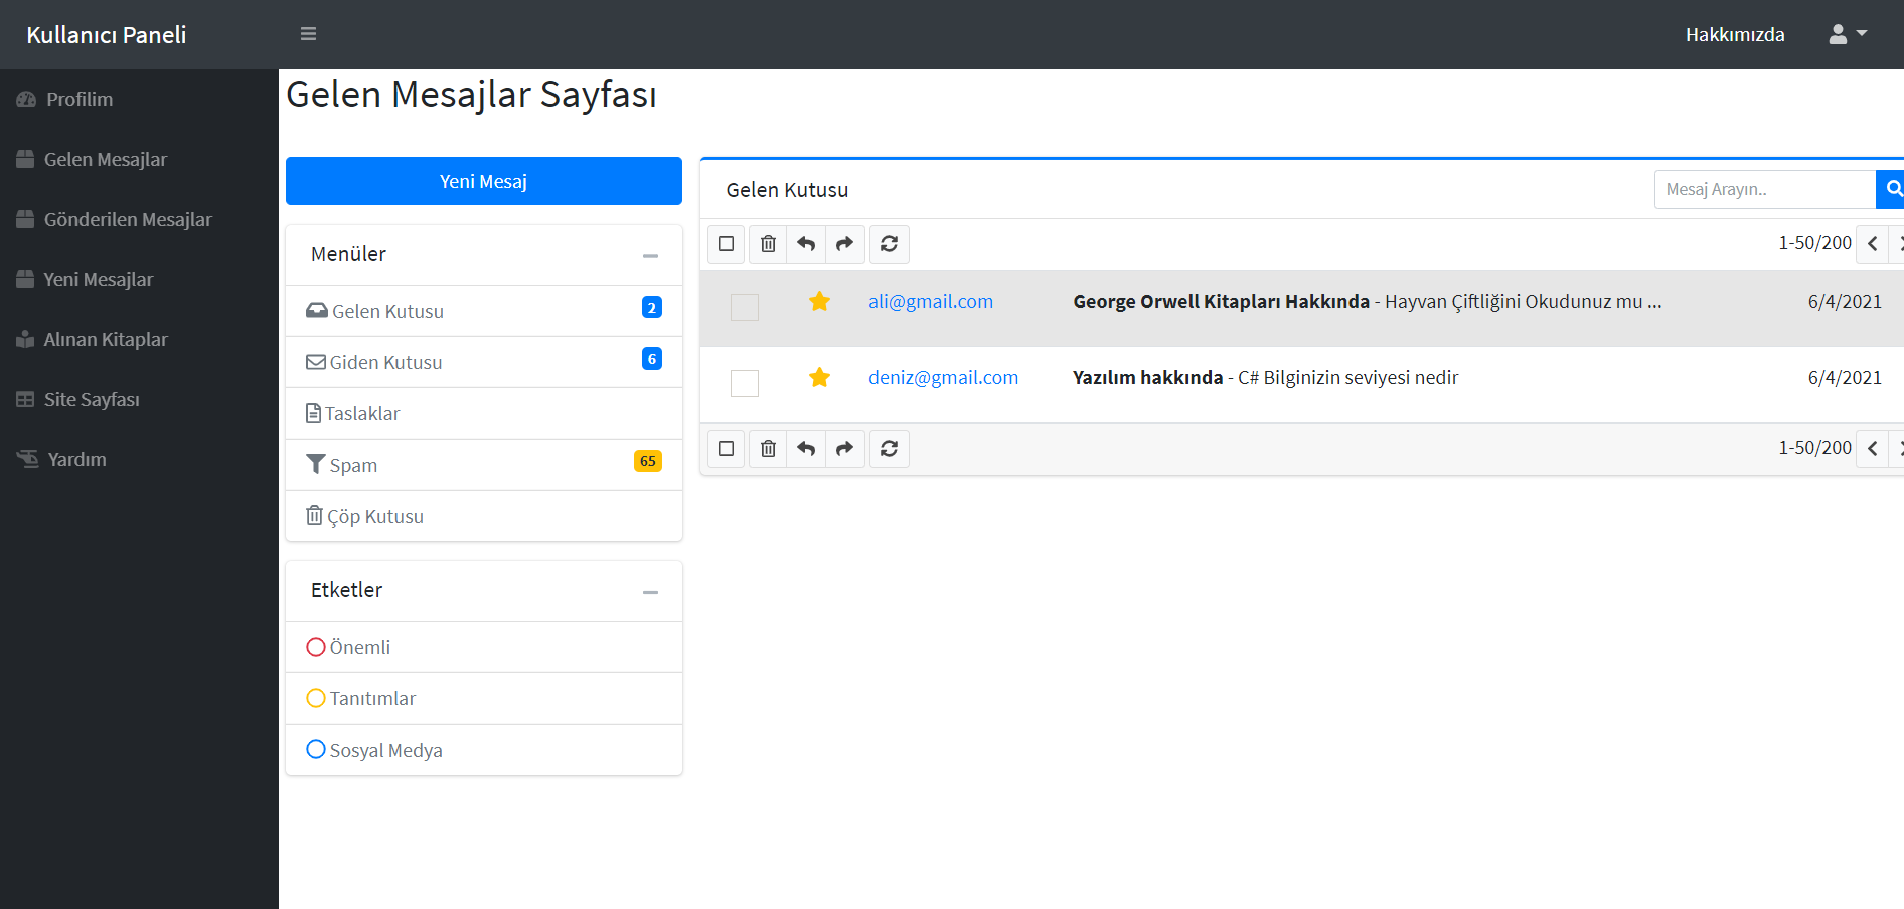 Kullanıcı Paneli
Hakkımızda
Profilim
Gelen Mesajlar
Gönderilen Mesajlar
Yeni Mesajlar
Alınan Kitaplar
Site Sayfası
Yardım
Gelen Mesajlar Sayfası
Yeni Mesaj
Menüler
Gelen Kutusu 2
Giden Kutusu 6
Taslaklar
Spam 65
Çöp Kutusu
Etketler
Önemli
Tanıtımlar
Sosyal Medya
Gelen Kutusu
Mesaj Arayın..
1-50/200
ali@gmail.com George Orwell Kitapları Hakkında - Hayvan Çiftliğini Okudunuz mu ... 6/4/2021
deniz@gmail.com Yazılım hakkında - C# Bilginizin seviyesi nedir 6/4/2021
1-50/200